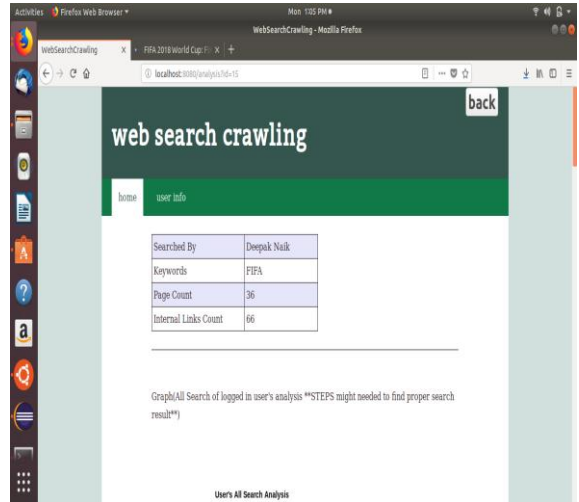 Activities Firefox Web Browser Mon 1:05 PM
WebSearchCrawling - Mozilla Firefox
WebSearchCrawling X FIFA 2018 World Cup: X +
localhost:8080/analysis?id=15
back
web search crawling
home user info
Searched By Deepak Naik
Keywords FIFA
Page Count 36
Internal Links Count 66
Graph(All Search of logged in user's analysis **STEPS might needed to find proper search
result**)
User's All Search Analysis